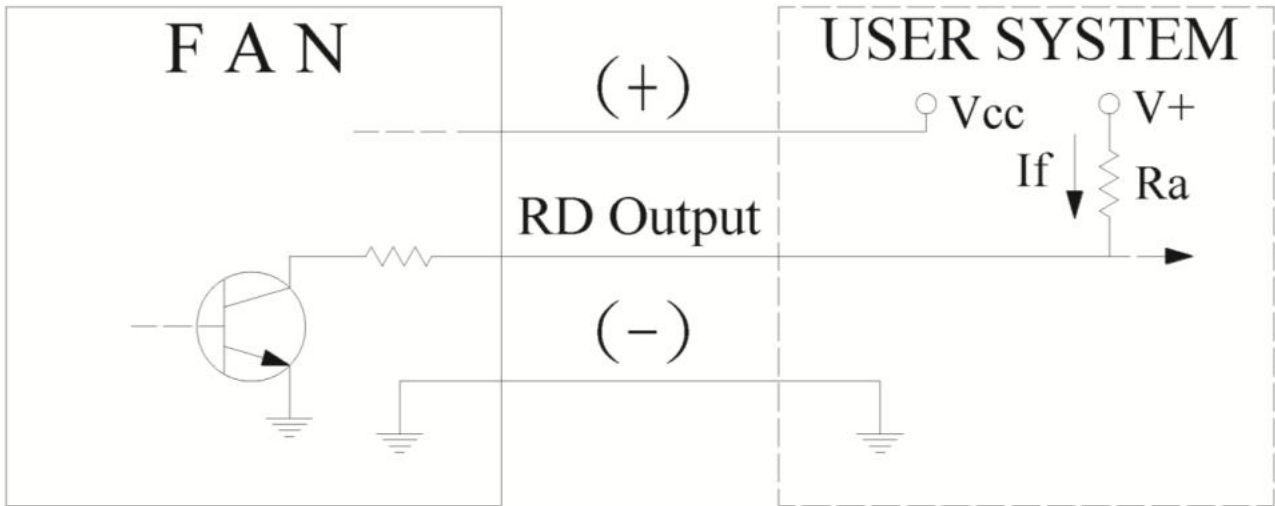 F A N
USER SYSTEM
(+)
Vcc
V+
If
Ra
RD Output
(-)